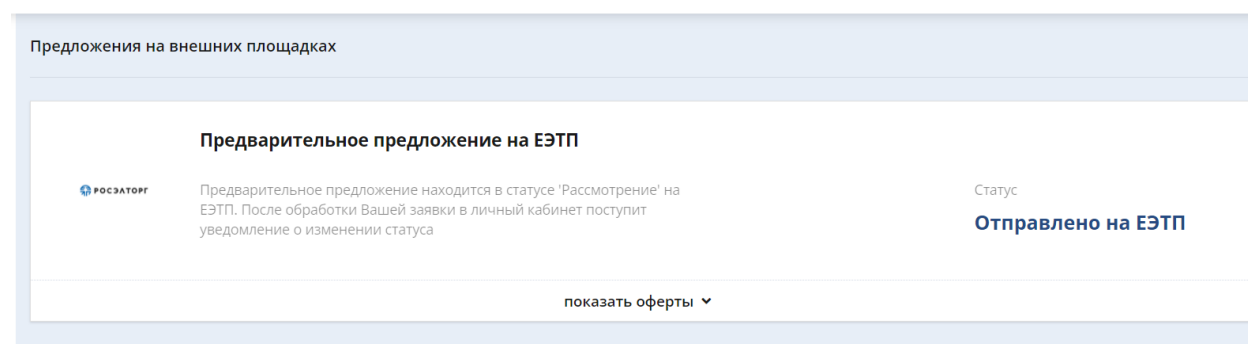 Предложения на внешних площадках
Предварительное предложение на ЕЭТП
РОСЭЛТОРГ
Предварительное предложение находится в статусе 'Рассмотрение' на
ЕЭТП. После обработки Вашей заявки в личный кабинет поступит
уведомление о изменении статуса
Статус
Отправлено на ЕЭТП
показать оферты